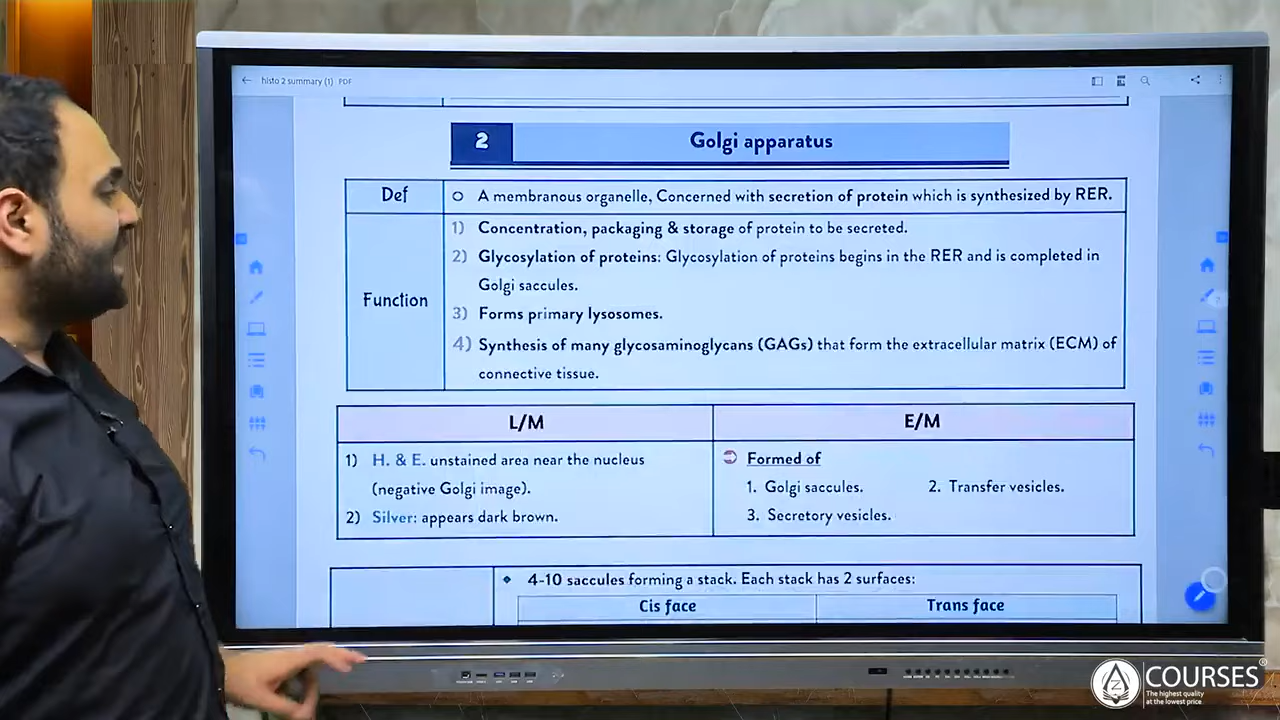 histo 2 summary (1) PDF
2 Golgi apparatus
Def
○ A membranous organelle, Concerned with secretion of protein which is synthesized by RER.
Function
1) Concentration, packaging & storage of protein to be secreted.
2) Glycosylation of proteins: Glycosylation of proteins begins in the RER and is completed in
Golgi saccules.
3) Forms primary lysosomes.
4) Synthesis of many glycosaminoglycans (GAGs) that form the extracellular matrix (ECM) of
connective tissue.
L/M
E/M
1) H. & E. unstained area near the nucleus
(negative Golgi image).
2) Silver: appears dark brown.
Formed of
1. Golgi saccules. 2. Transfer vesicles.
3. Secretory vesicles.
4-10 saccules forming a stack. Each stack has 2 surfaces:
Cis face Trans face
COURSES®
The highest quality
at the lowest price